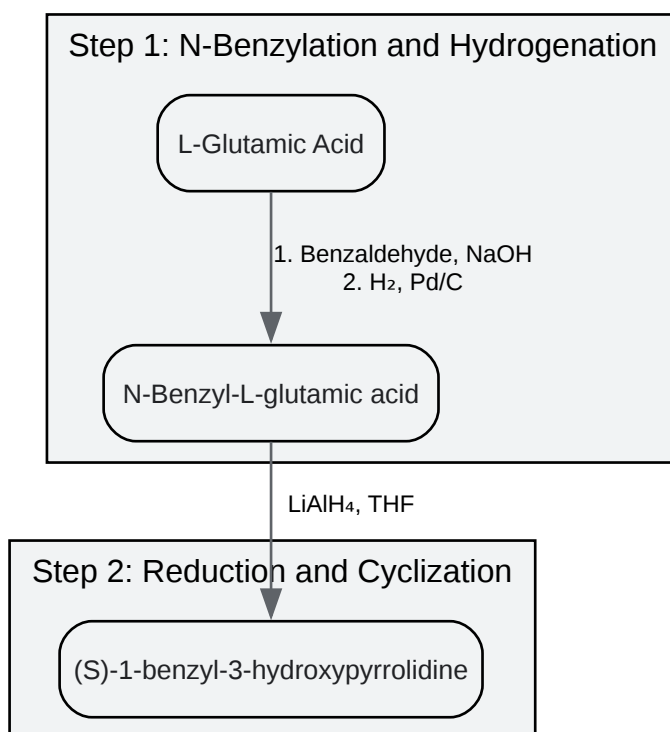 Step 1: N-Benzylation and Hydrogenation
L-Glutamic Acid
1. Benzaldehyde, NaOH
2. H₂, Pd/C
N-Benzyl-L-glutamic acid
LiAlH₄, THF
Step 2: Reduction and Cyclization
(S)-1-benzyl-3-hydroxypyrrolidine